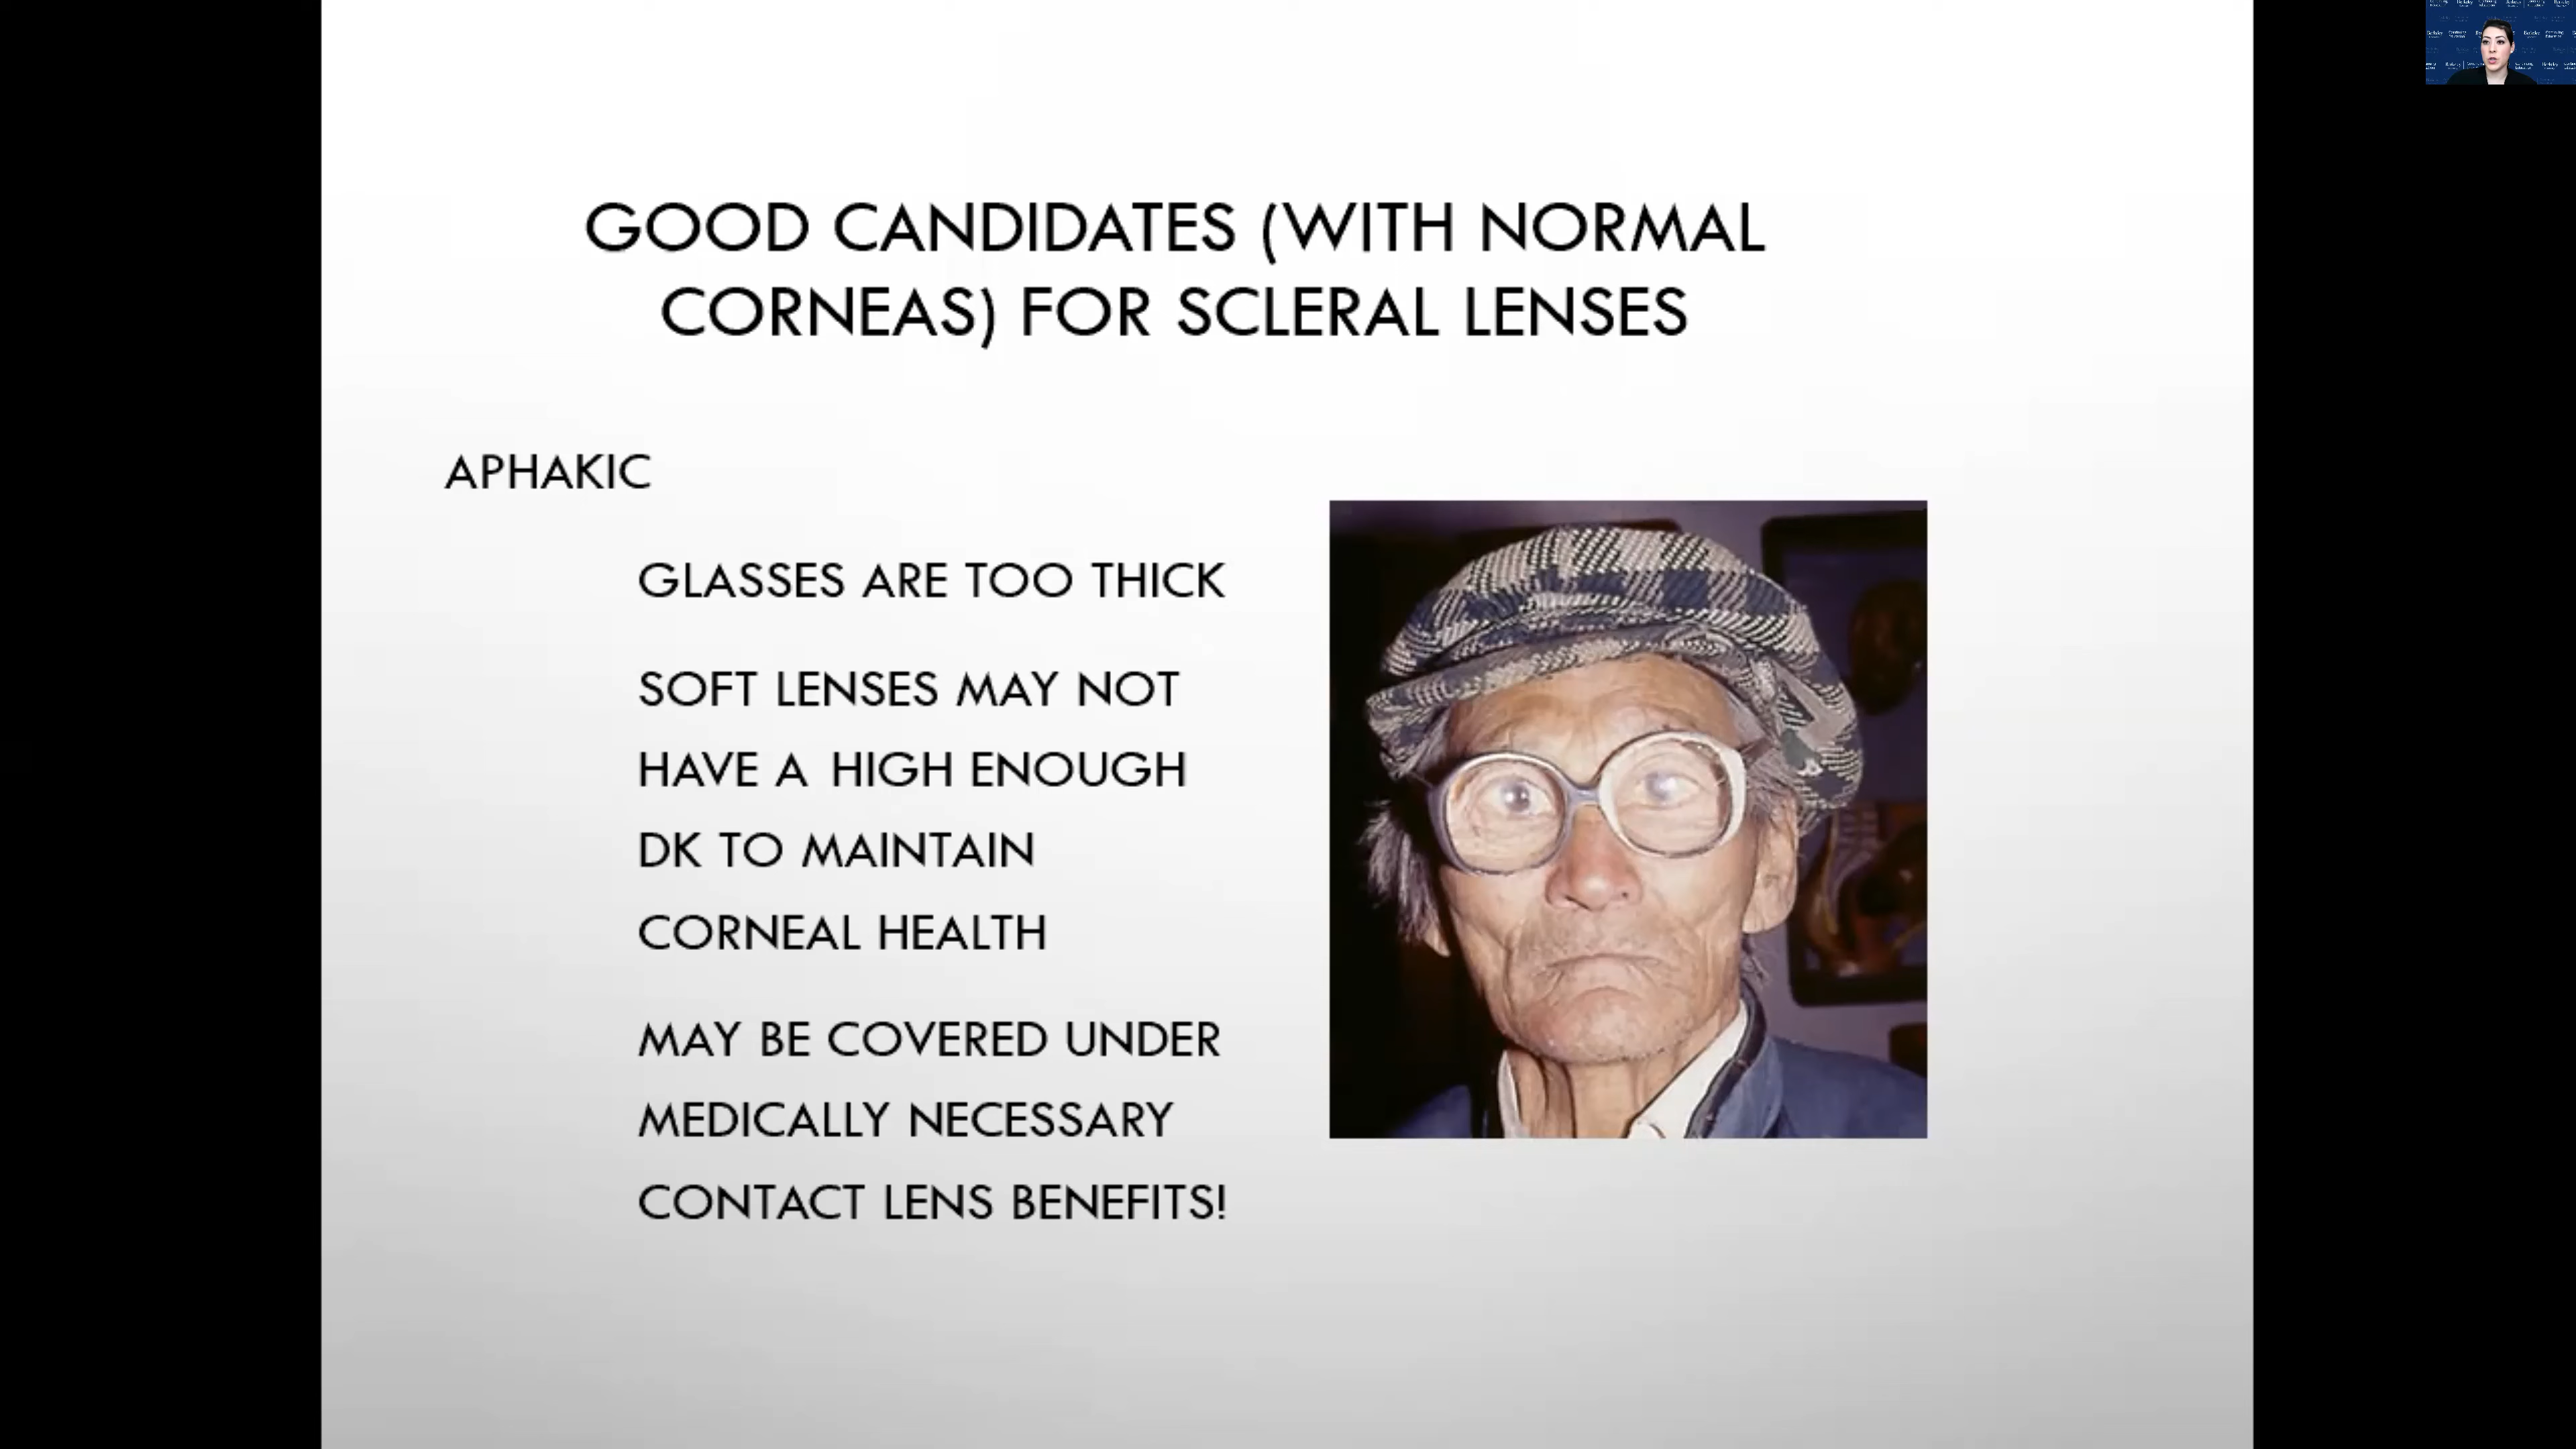 GOOD CANDIDATES (WITH NORMAL
CORNEAS) FOR SCLERAL LENSES
APHAKIC
GLASSES ARE TOO THICK
SOFT LENSES MAY NOT
HAVE A HIGH ENOUGH
DK TO MAINTAIN
CORNEAL HEALTH
MAY BE COVERED UNDER
MEDICALLY NECESSARY
CONTACT LENS BENEFITS!